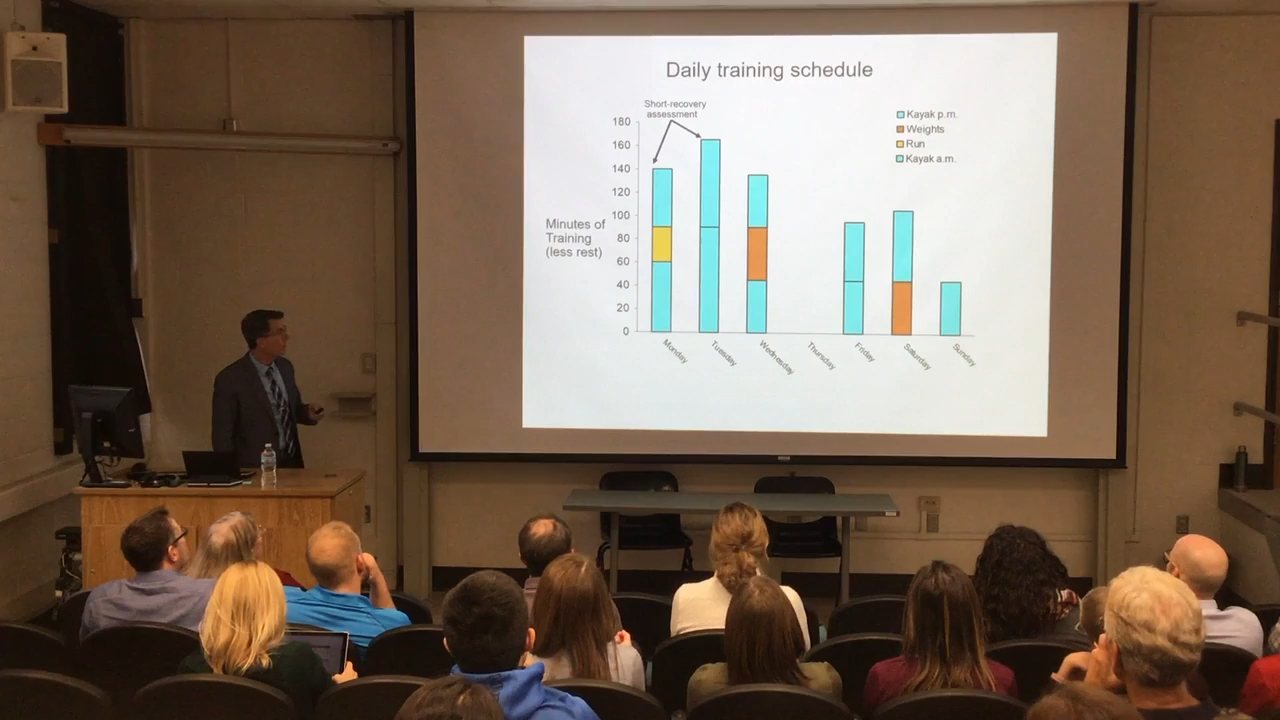 Daily training schedule
Short-recovery
assessment
Kayak p.m.
Weights
Run
Kayak a.m.
Minutes of
Training
(less rest)
180
160
140
120
100
80
60
40
20
0
Monday
Tuesday
Wednesday
Thursday
Friday
Saturday
Sunday